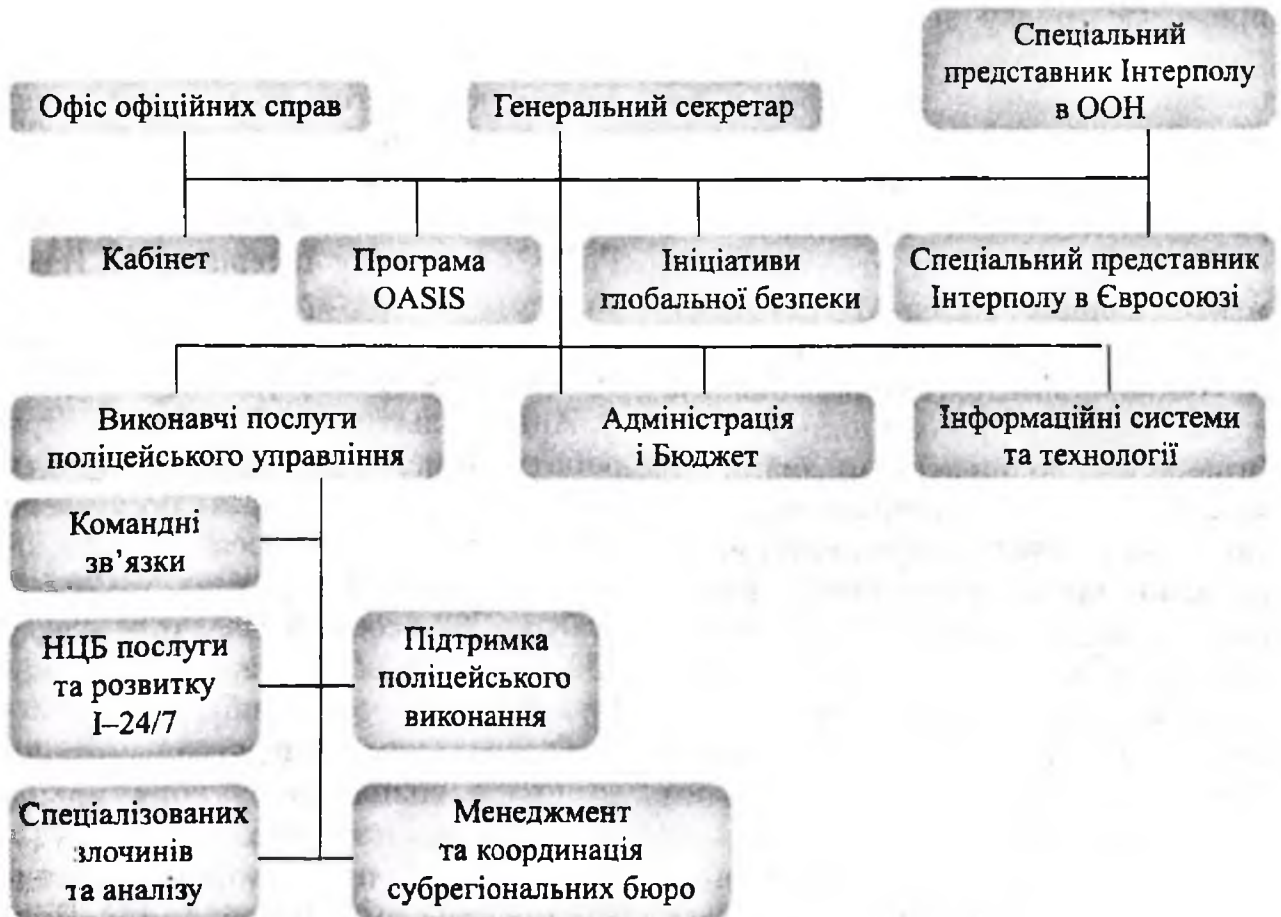 Офіс офіційних справ
Генеральний секретар
Спеціальний
представник Інтерполу
в ООН
Кабінет
Програма
OASIS
Ініціативи
глобальної безпеки
Спеціальний представник
Інтерполу в Євросоюзі
Виконавчі послуги
поліцейського управління
Адміністрація
і Бюджет
Інформаційні системи
та технології
Командні
зв'язки
НЦБ послуги
та розвитку
I–24/7
Підтримка
поліцейського
виконання
Спеціалізованих
злочинів
та аналізу
Менеджмент
та координація
субрегіональних бюро